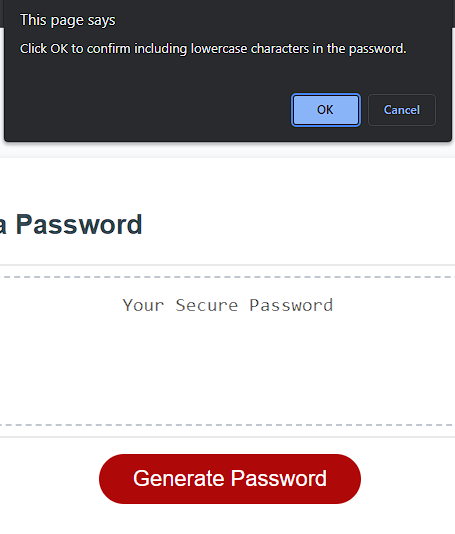 This page says
Click OK to confirm including lowercase characters in the password.
OK
Cancel
a Password
Your Secure Password
Generate Password